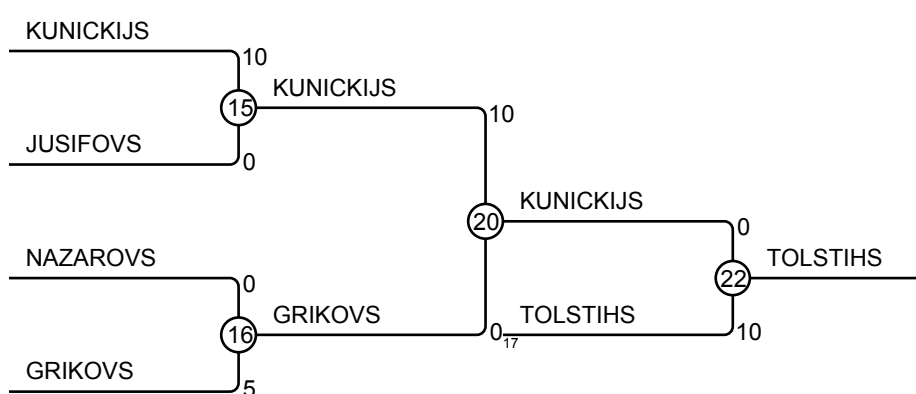 KUNICKIJS
10
15
KUNICKIJS
10
JUSIFOVS
0
20
KUNICKIJS
0
NAZAROVS
0
22
TOLSTIHS
16
GRIKOVS
0
17
TOLSTIHS
10
GRIKOVS
5